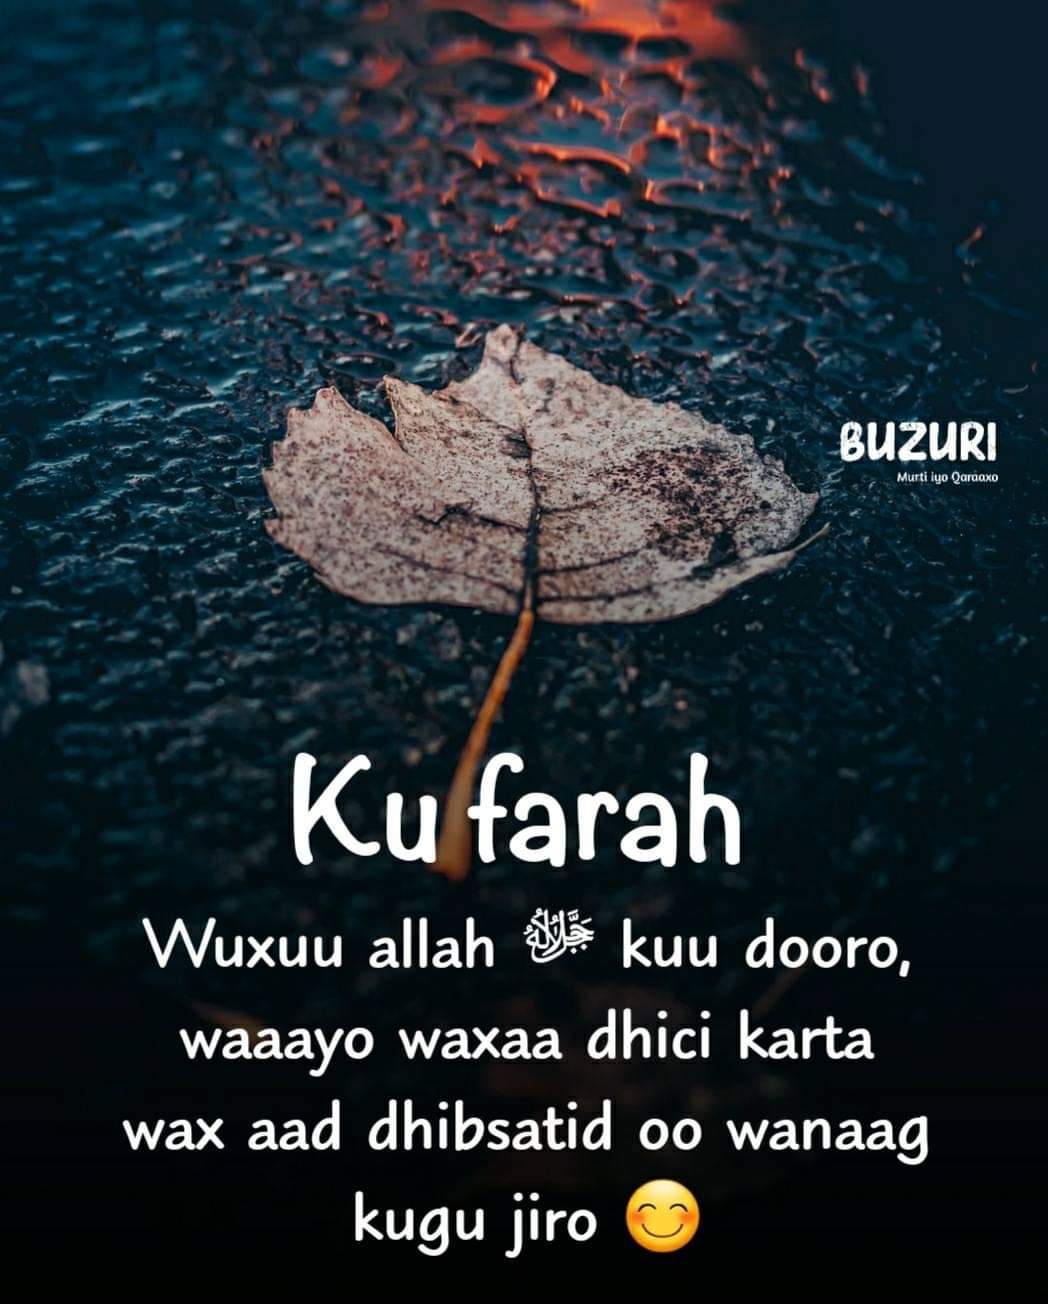 BUZURI
Murti iyo Qaraaxo
Ku farah
Wuxuu allah ﷻ kuu dooro,
waaayo waxaa dhici karta
wax aad dhibsatid oo wanaag
kugu jiro 😊